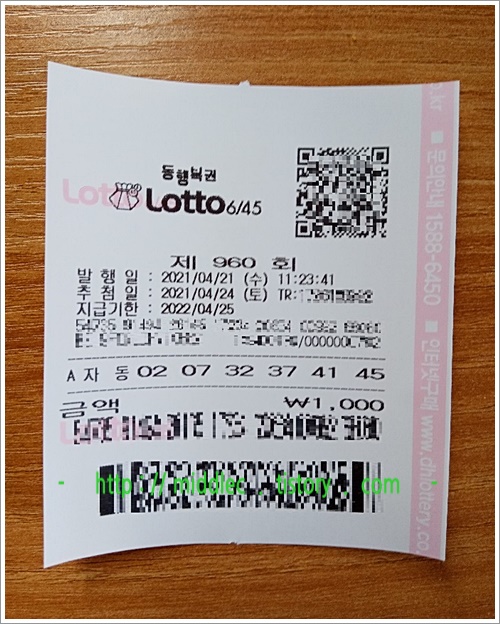 동행복권
Lotto 6/45
제 960 회
발 행 일 : 2021/04/21 (수) 11:23:41
추 첨 일 : 2021/04/24 (토) TR:
지급기한 : 2022/04/25
A 자 동 02 07 32 37 41 45
금액 ₩1,000
- http://middlec.tistory.com -
.kr ■ 문의안내 1588-6450 ■ 인터넷구매 www.dhlottery.co